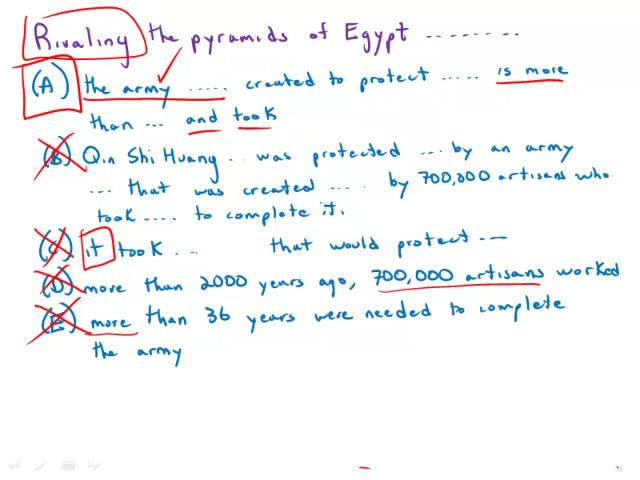 Rivaling the pyramids of Egypt ........
(A) the army ..... created to protect ..... is more
than ... and took
(B) Qin Shi Huang .. was protected ... by an army
... that was created .... by 700,000 artisans who
took .... to complete it.
(C) it took ... that would protect ----
(D) more than 2000 years ago, 700,000 artisans worked
(E) more than 36 years were needed to complete
the army